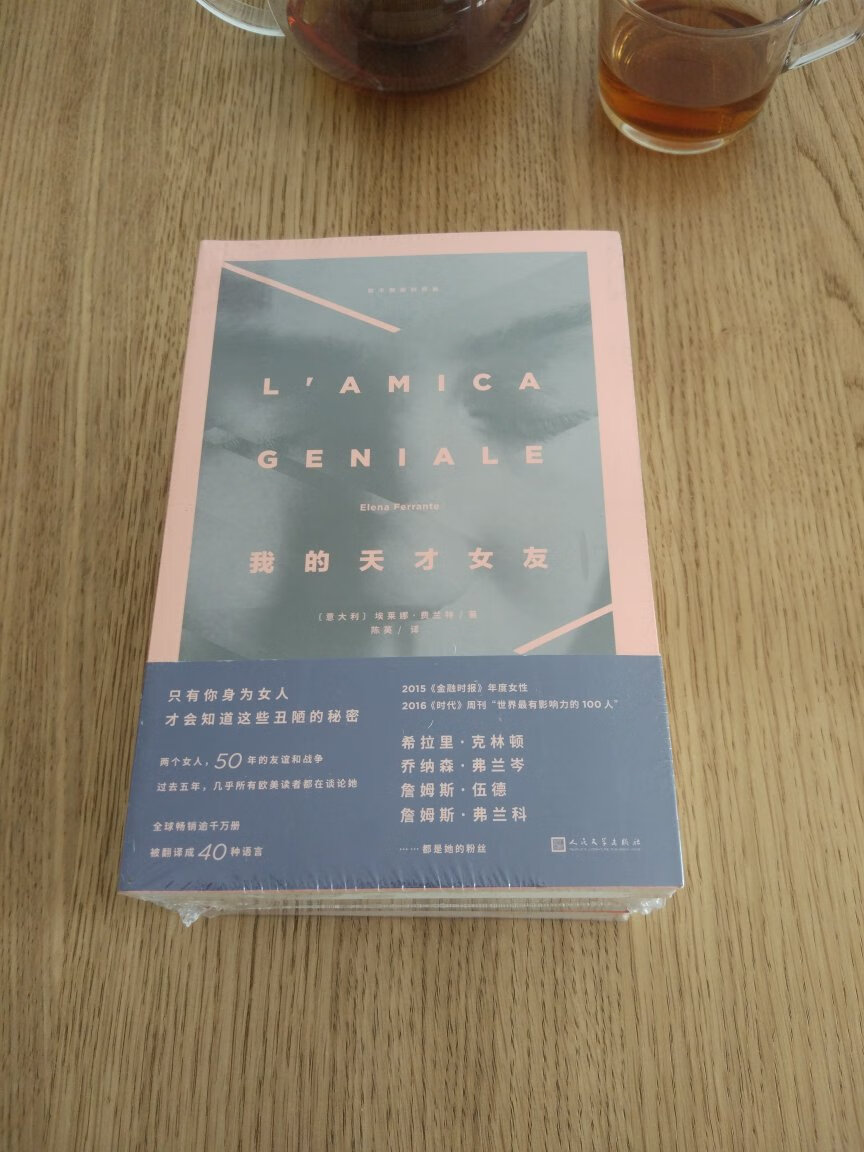 L'AMICA
GENIALE
Elena Ferrante
我的天才女友
〔意大利〕埃莱娜·费兰特 / 著
陈英 / 译
只有你身为女人
才会知道这些丑陋的秘密
两个女人，50 年的友谊和战争
过去五年，几乎所有欧美读者都在谈论她
全球畅销逾千万册
被翻译成 40 种语言
2015《金融时报》年度女性
2016《时代》周刊“世界最有影响力的 100 人”
希拉里·克林顿
乔纳森·弗兰岑
詹姆斯·伍德
詹姆斯·弗兰科
……都是她的粉丝
人民文学出版社